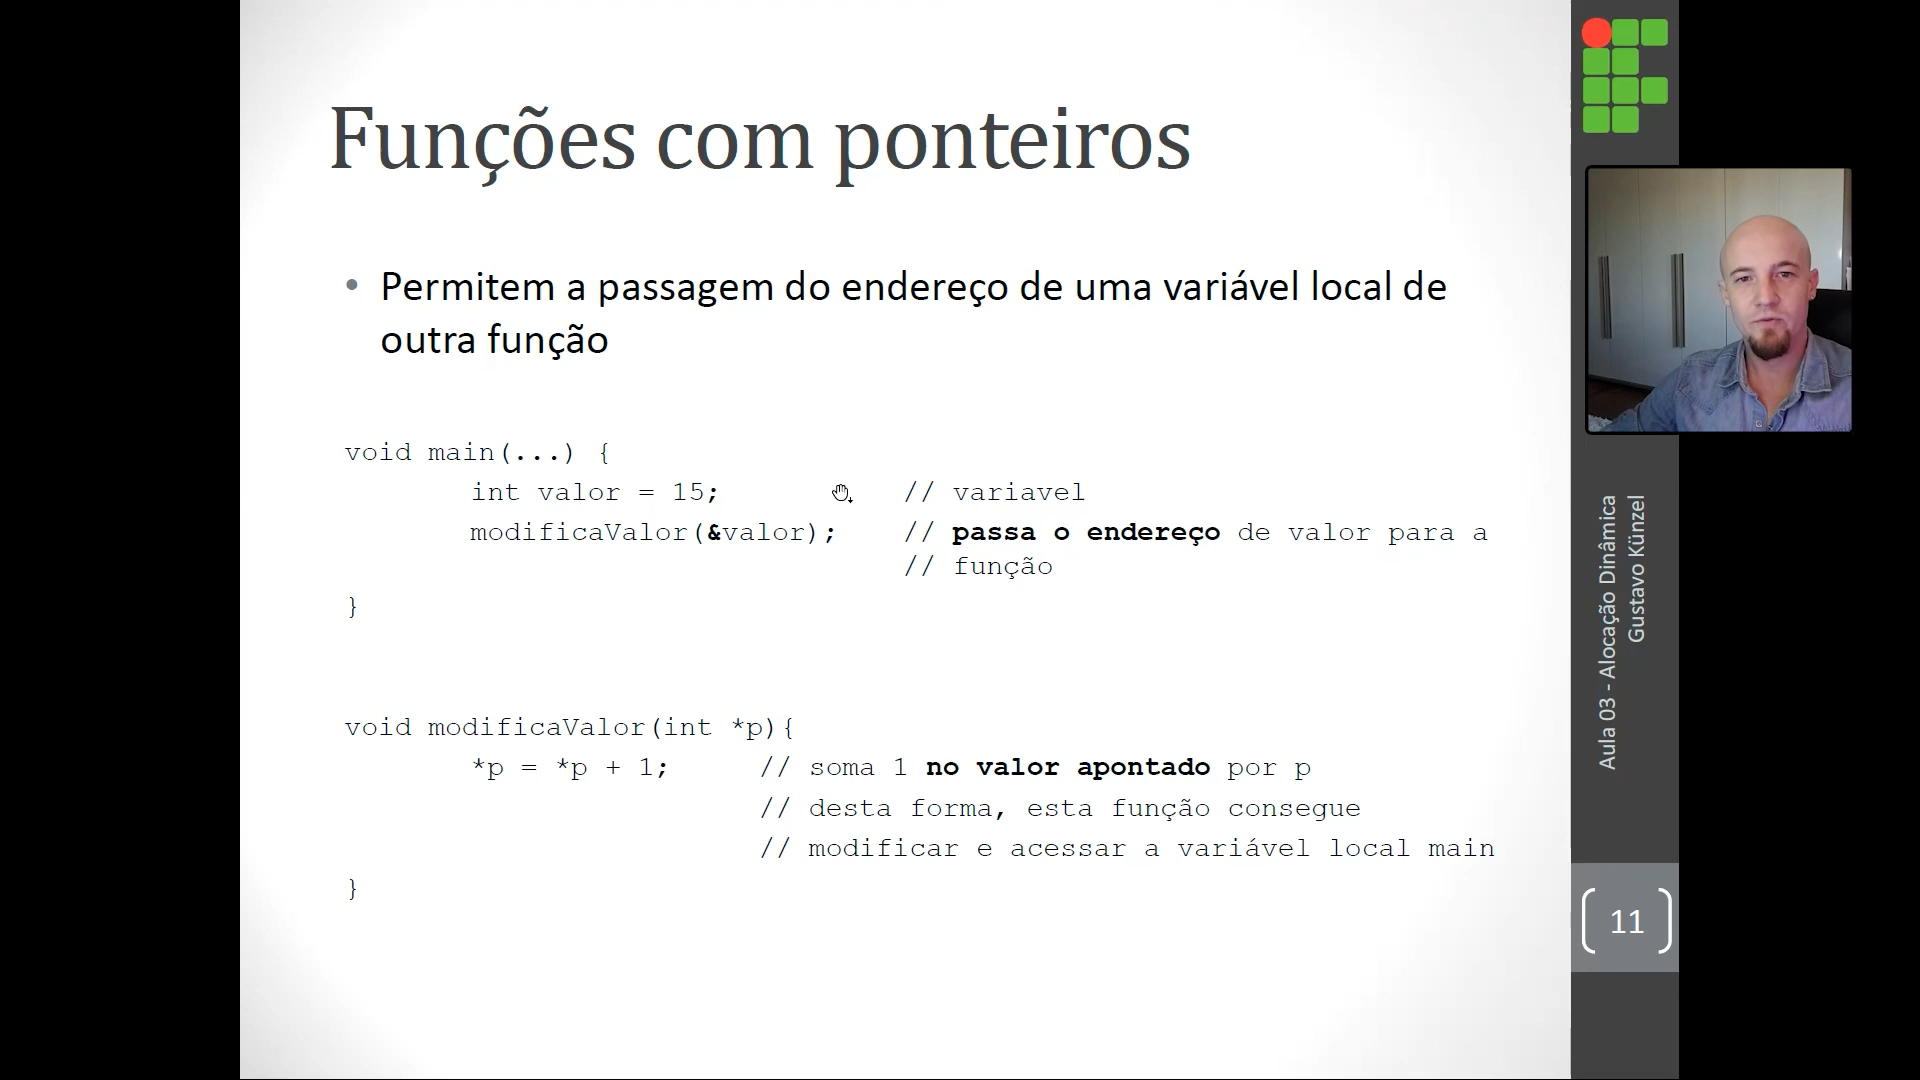 Funções com ponteiros
• Permitem a passagem do endereço de uma variável local de
outra função
void main(...) {
int valor = 15; // variavel
modificaValor(&valor); // passa o endereço de valor para a
// função
}
void modificaValor(int *p){
*p = *p + 1; // soma 1 no valor apontado por p
// desta forma, esta função consegue
// modificar e acessar a variável local main
}
Aula 03 - Alocação Dinâmica
Gustavo Künzel
11